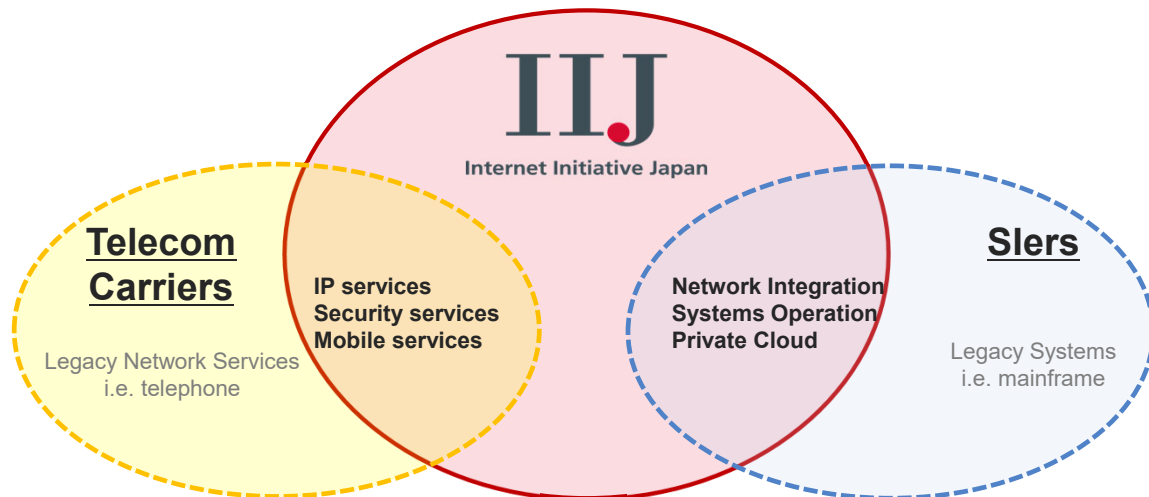 IIJ
Internet Initiative Japan
Telecom
Carriers
Legacy Network Services
i.e. telephone
IP services
Security services
Mobile services
Network Integration
Systems Operation
Private Cloud
SIers
Legacy Systems
i.e. mainframe